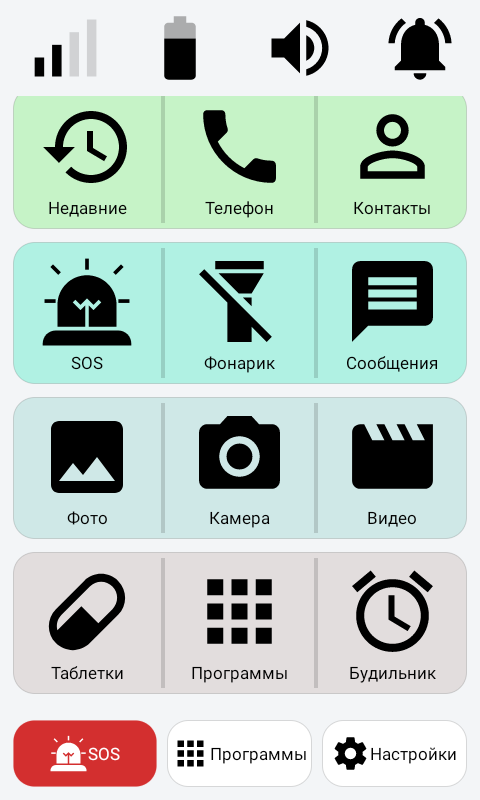 Недавние
Телефон
Контакты
SOS
Фонарик
Сообщения
Фото
Камера
Видео
Таблетки
Программы
Будильник
SOS
Программы
Настройки